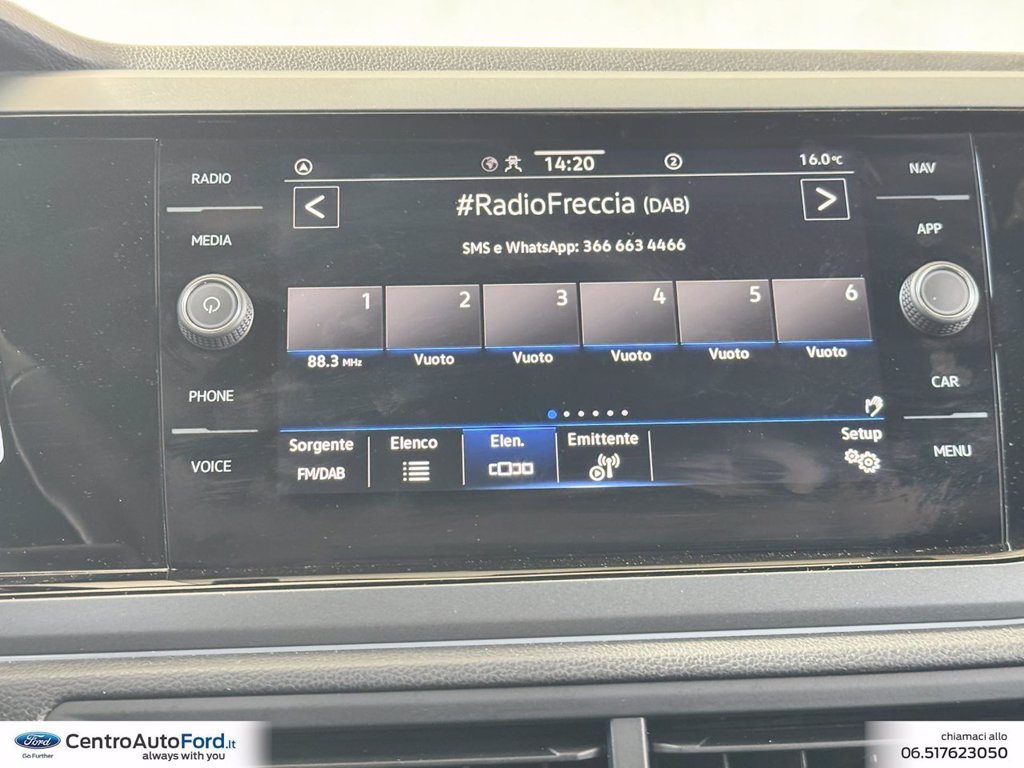 RADIO
MEDIA
PHONE
VOICE
14:20
2
16.0°C
#RadioFreccia (DAB)
SMS e WhatsApp: 366 663 4466
1 2 3 4 5 6
88.3 MHz Vuoto Vuoto Vuoto Vuoto Vuoto
Sorgente Elenco Elen. Emittente Setup
FM/DAB
NAV
APP
CAR
MENU
Ford
Go Further
CentroAutoFord.it
always with you
chiamaci allo
06.517623050